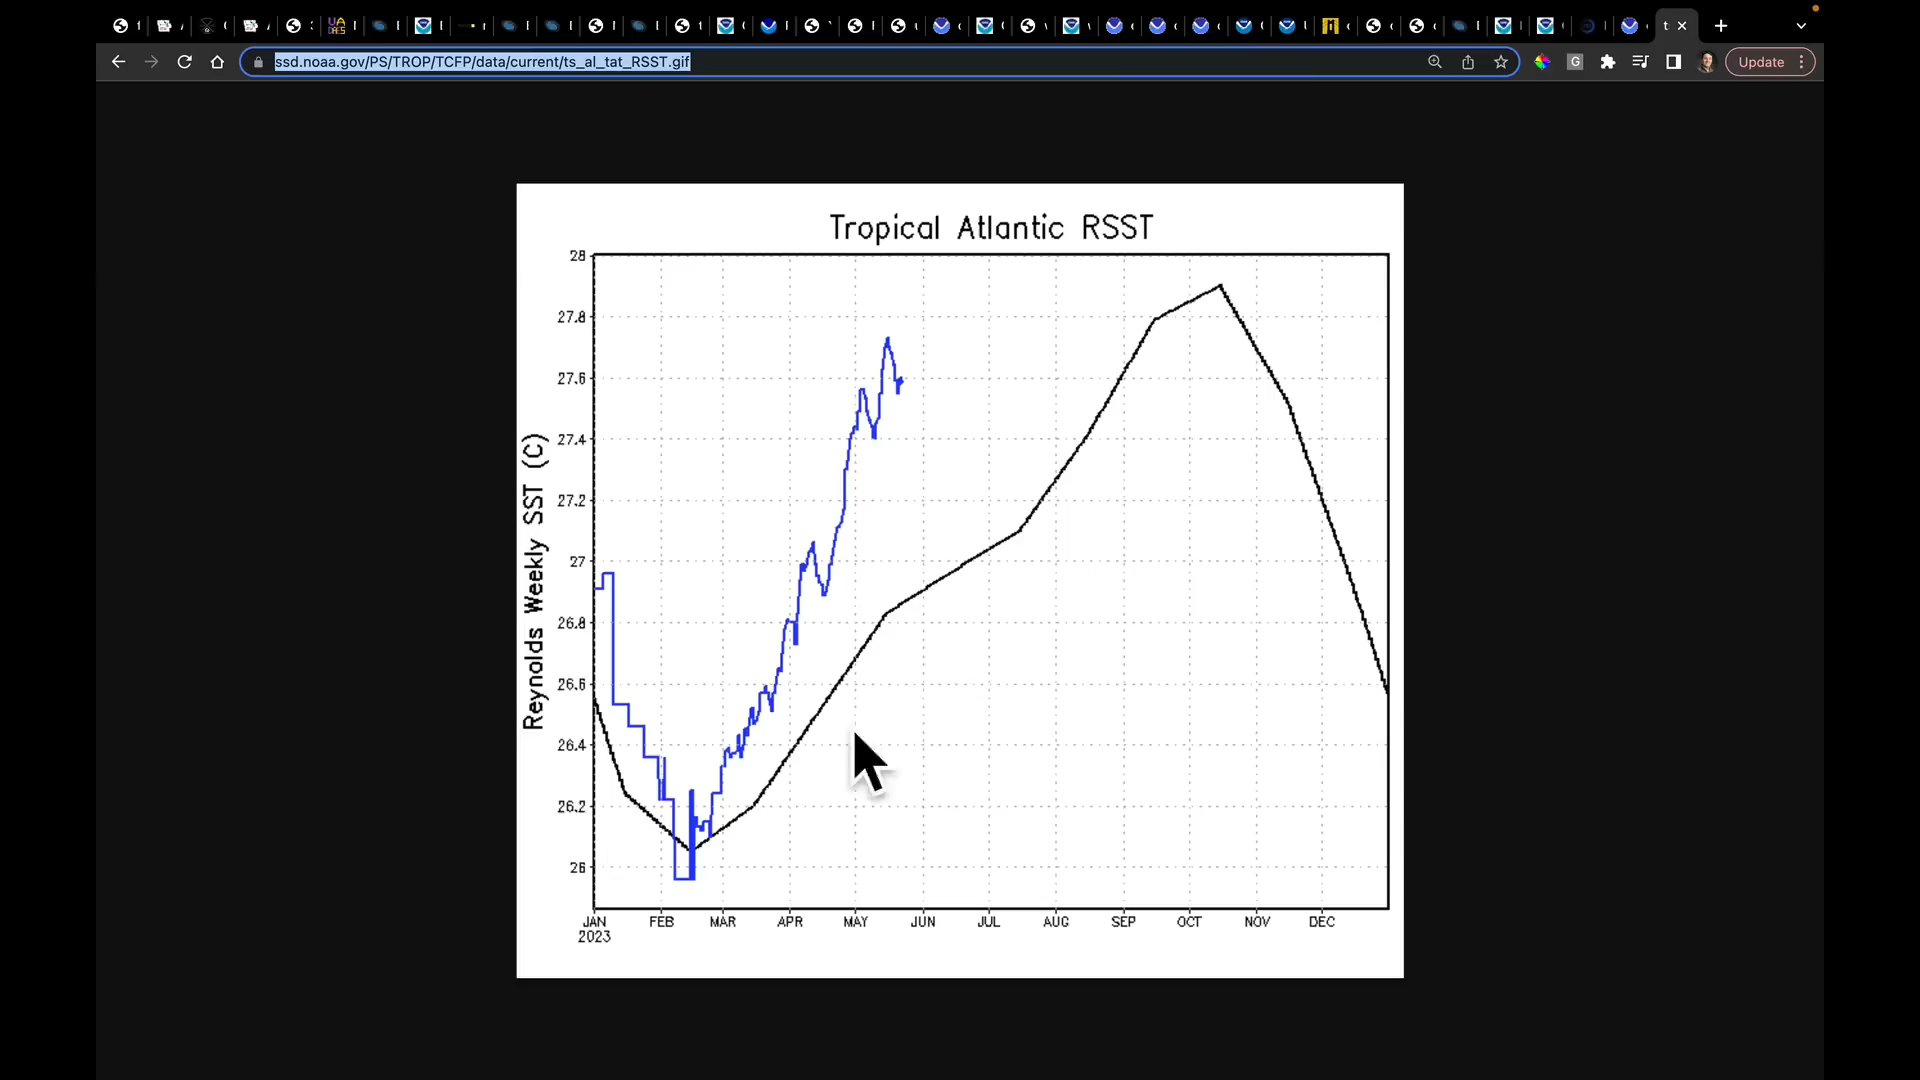 ssd.noaa.gov/PS/TROP/TCFP/data/current/ts_al_tat_RSST.gif
Update
Tropical Atlantic RSST
Reynolds Weekly SST (C)
28
27.8
27.6
27.4
27.2
27
26.8
26.6
26.4
26.2
26
JAN FEB MAR APR MAY JUN JUL AUG SEP OCT NOV DEC
2023